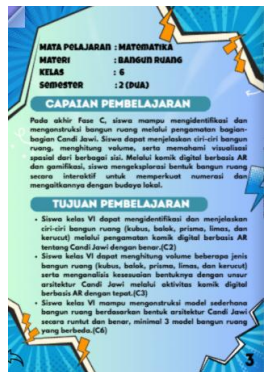 MATA PELAJARAN : MATEMATIKA
MATERI : BANGUN RUANG
KELAS : 6
SEMESTER : 2 (DUA)
CAPAIAN PEMBELAJARAN
Pada akhir Fase C, siswa mampu mengidentifikasi dan
mengonstruksi bangun ruang melalui pengamatan bagian-
bagian Candi Jawi. Siswa dapat menjelaskan ciri-ciri bangun
ruang, menghitung volume, serta memahami visualisasi
spasial dari berbagai sisi. Melalui komik digital berbasis AR
dan gamifikasi, siswa mengeksplorasi bentuk bangun ruang
secara interaktif untuk memperkuat numerasi dan
mengaitkannya dengan budaya lokal.
TUJUAN PEMBELAJARAN
• Siswa kelas VI dapat mengidentifikasi dan menjelaskan
ciri-ciri bangun ruang (kubus, balok, prisma, limas, dan
kerucut) melalui pengamatan komik digital berbasis AR
tentang Candi Jawi dengan benar.(C2)
• Siswa kelas VI dapat menghitung volume beberapa jenis
bangun ruang (kubus, balok, prisma, limas, dan kerucut)
serta menganalisis kesesuaian bentuknya dengan unsur
arsitektur Candi Jawi melalui aktivitas komik digital
berbasis AR dengan tepat.(C3)
• Siswa kelas VI mampu mengonstruksi model sederhana
bangun ruang berdasarkan bentuk arsitektur Candi Jawi
secara runtut dan benar, minimal 3 model bangun ruang
yang berbeda.(C6)
3